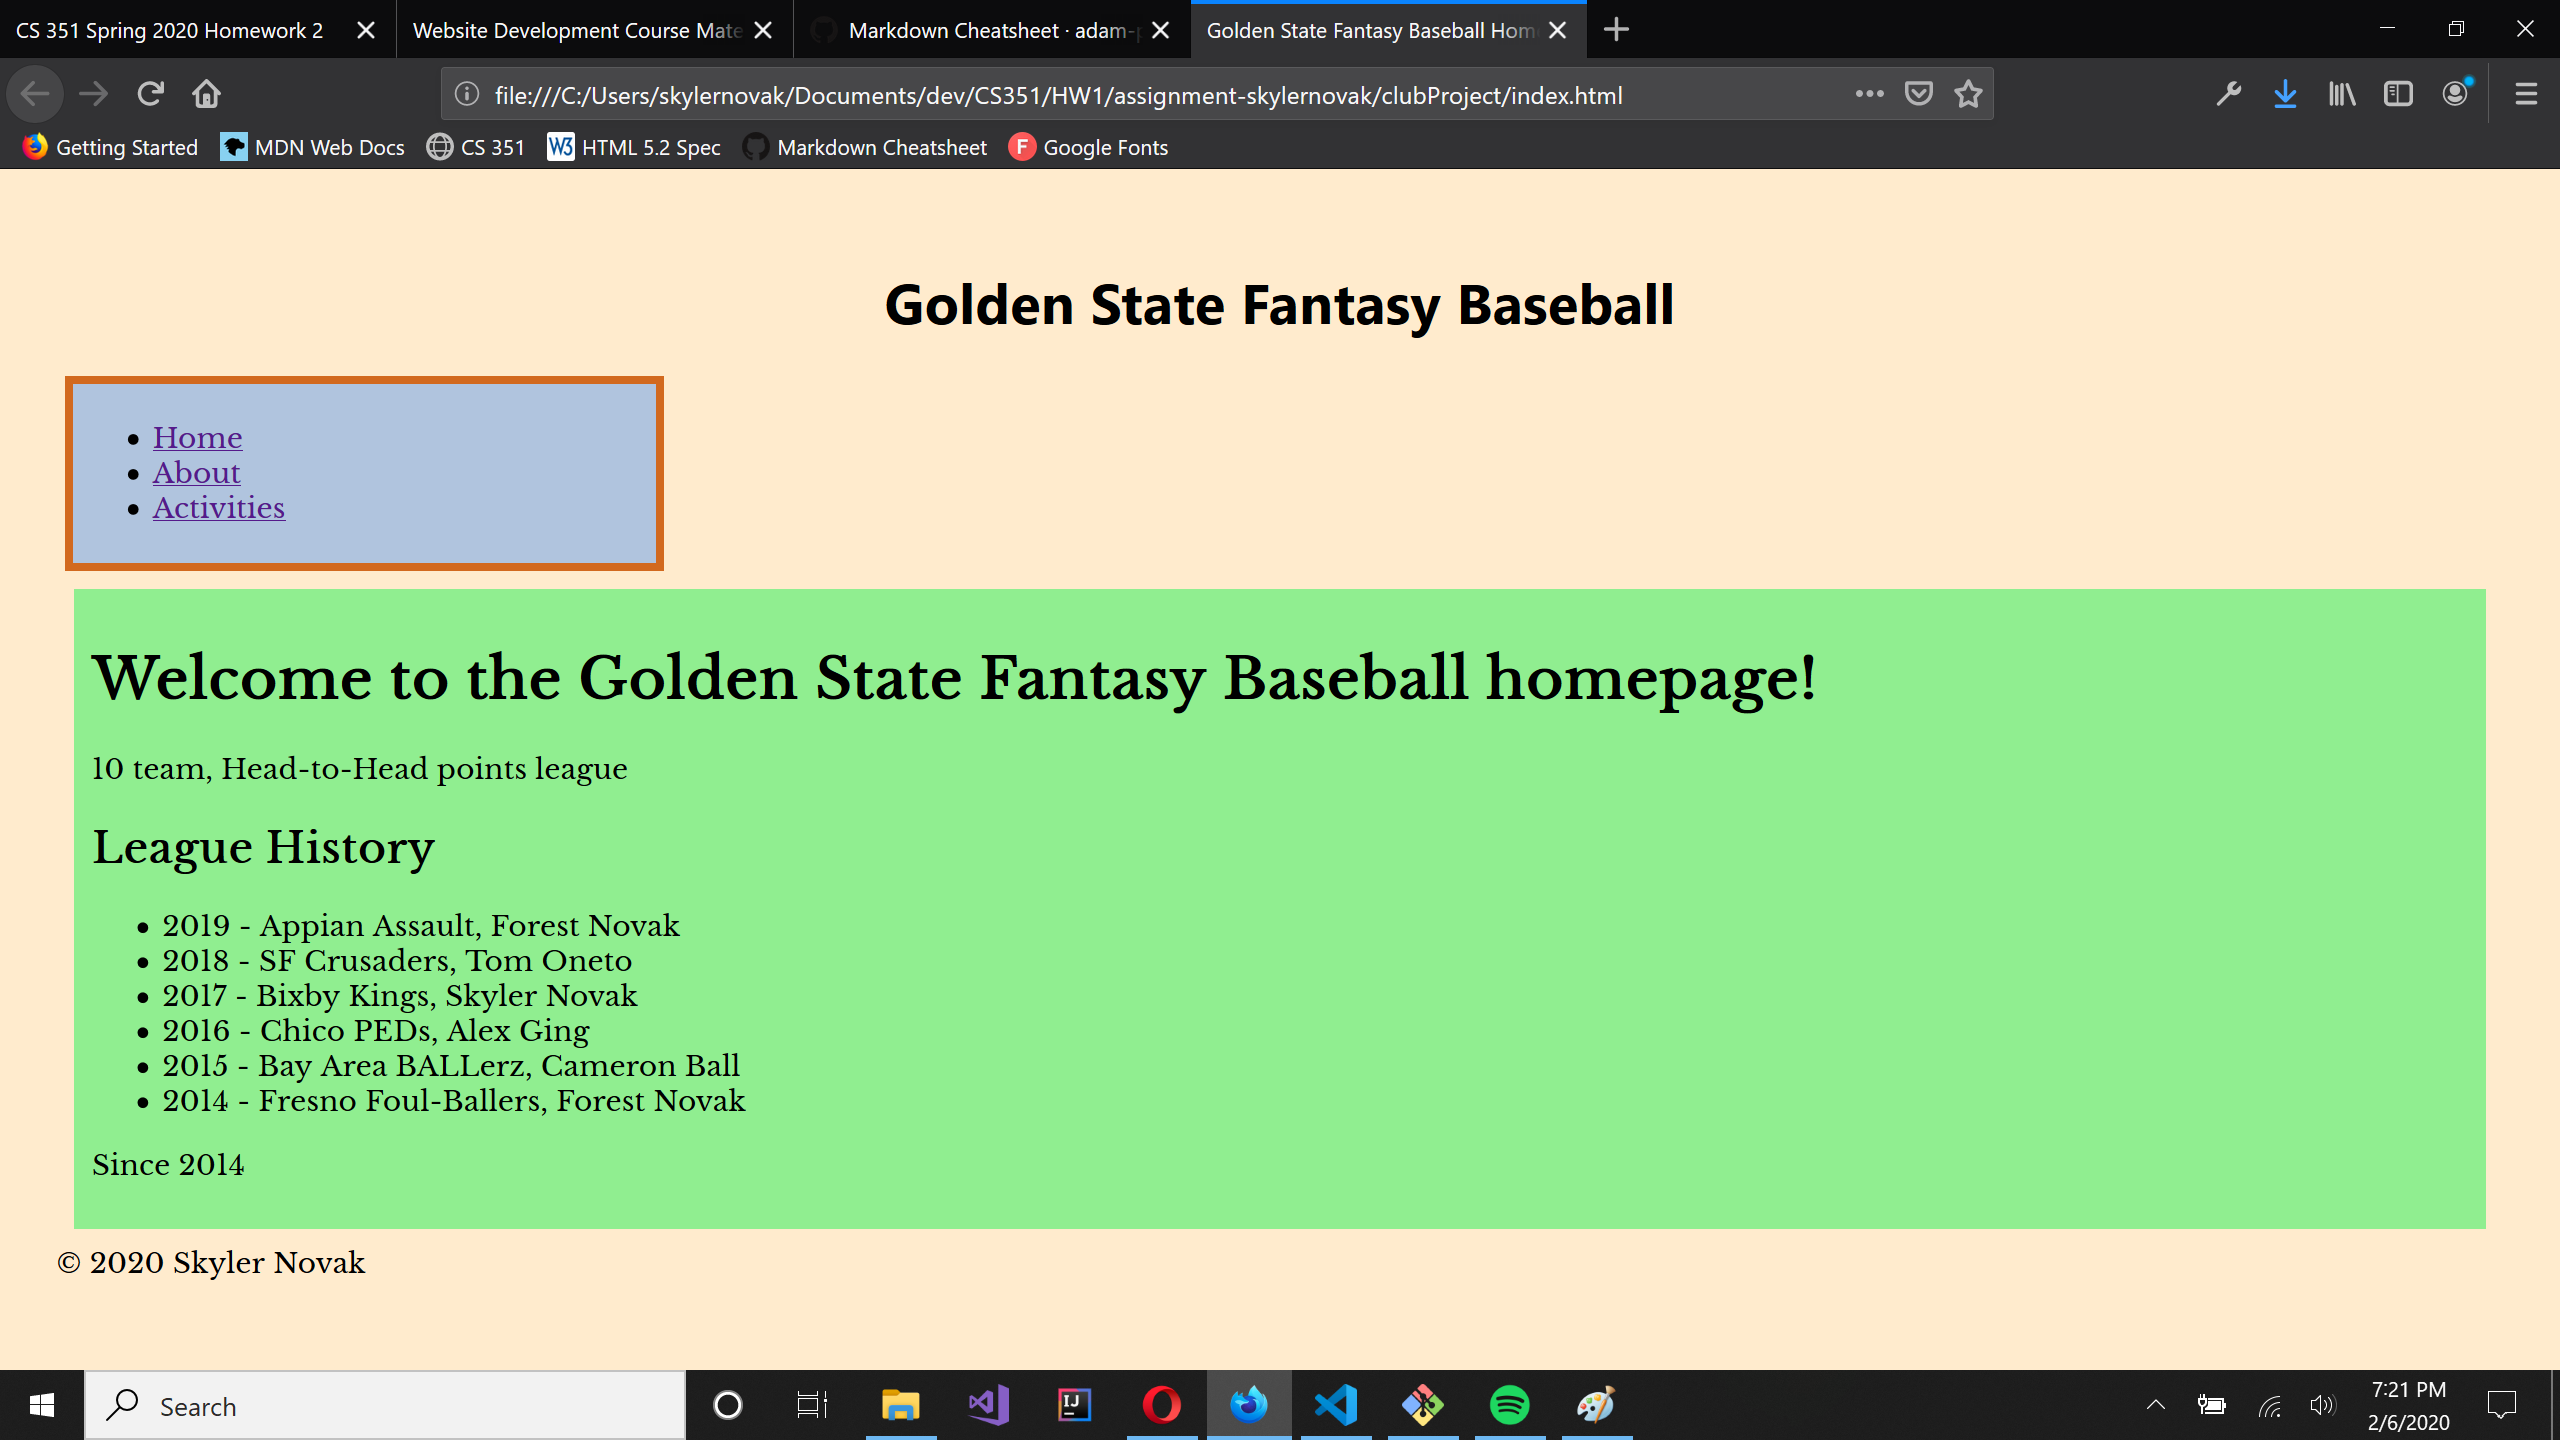 CS 351 Spring 2020 Homework 2
Website Development Course Mate
Markdown Cheatsheet · adam-p
Golden State Fantasy Baseball Hom
file:///C:/Users/skylernovak/Documents/dev/CS351/HW1/assignment-skylernovak/clubProject/index.html
Getting Started
MDN Web Docs
CS 351
W3 HTML 5.2 Spec
Markdown Cheatsheet
F Google Fonts
Golden State Fantasy Baseball
• Home
• About
• Activities
Welcome to the Golden State Fantasy Baseball homepage!
10 team, Head-to-Head points league
League History
• 2019 - Appian Assault, Forest Novak
• 2018 - SF Crusaders, Tom Oneto
• 2017 - Bixby Kings, Skyler Novak
• 2016 - Chico PEDs, Alex Ging
• 2015 - Bay Area BALLerz, Cameron Ball
• 2014 - Fresno Foul-Ballers, Forest Novak
Since 2014
© 2020 Skyler Novak
Search
IJ
7:21 PM
2/6/2020